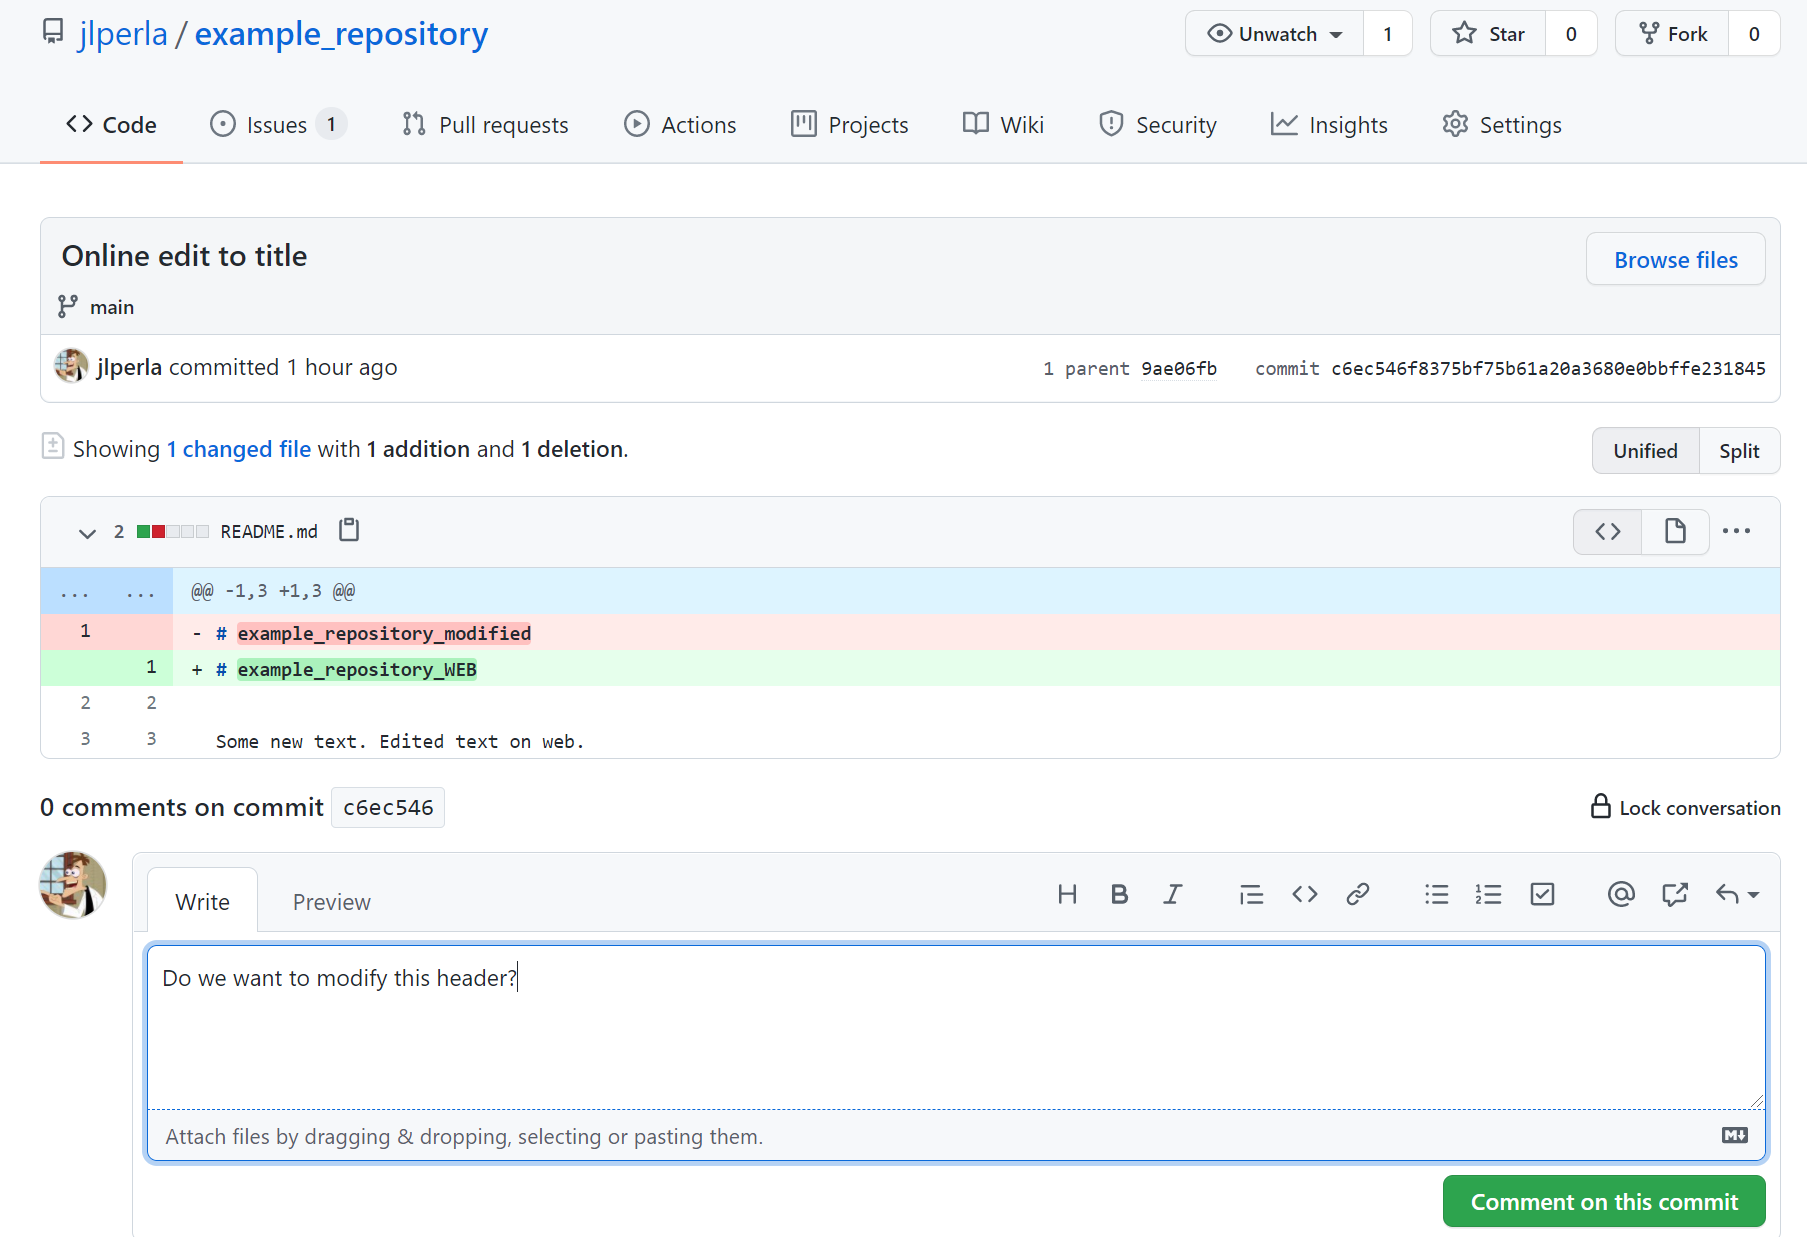 jlperla / example_repository
Unwatch 1 Star 0 Fork 0
Code Issues 1 Pull requests Actions Projects Wiki Security Insights Settings
Online edit to title
Browse files
main
jlperla committed 1 hour ago 1 parent 9ae06fb commit c6ec546f8375bf75b61a20a3680e0bbffe231845
Showing 1 changed file with 1 addition and 1 deletion. Unified Split
2 README.md
... ... @@ -1,3 +1,3 @@
1 - # example_repository_modified
1 + # example_repository_WEB
2 2
3 3 Some new text. Edited text on web.
0 comments on commit c6ec546 Lock conversation
Write Preview
Do we want to modify this header?
Attach files by dragging & dropping, selecting or pasting them.
Comment on this commit